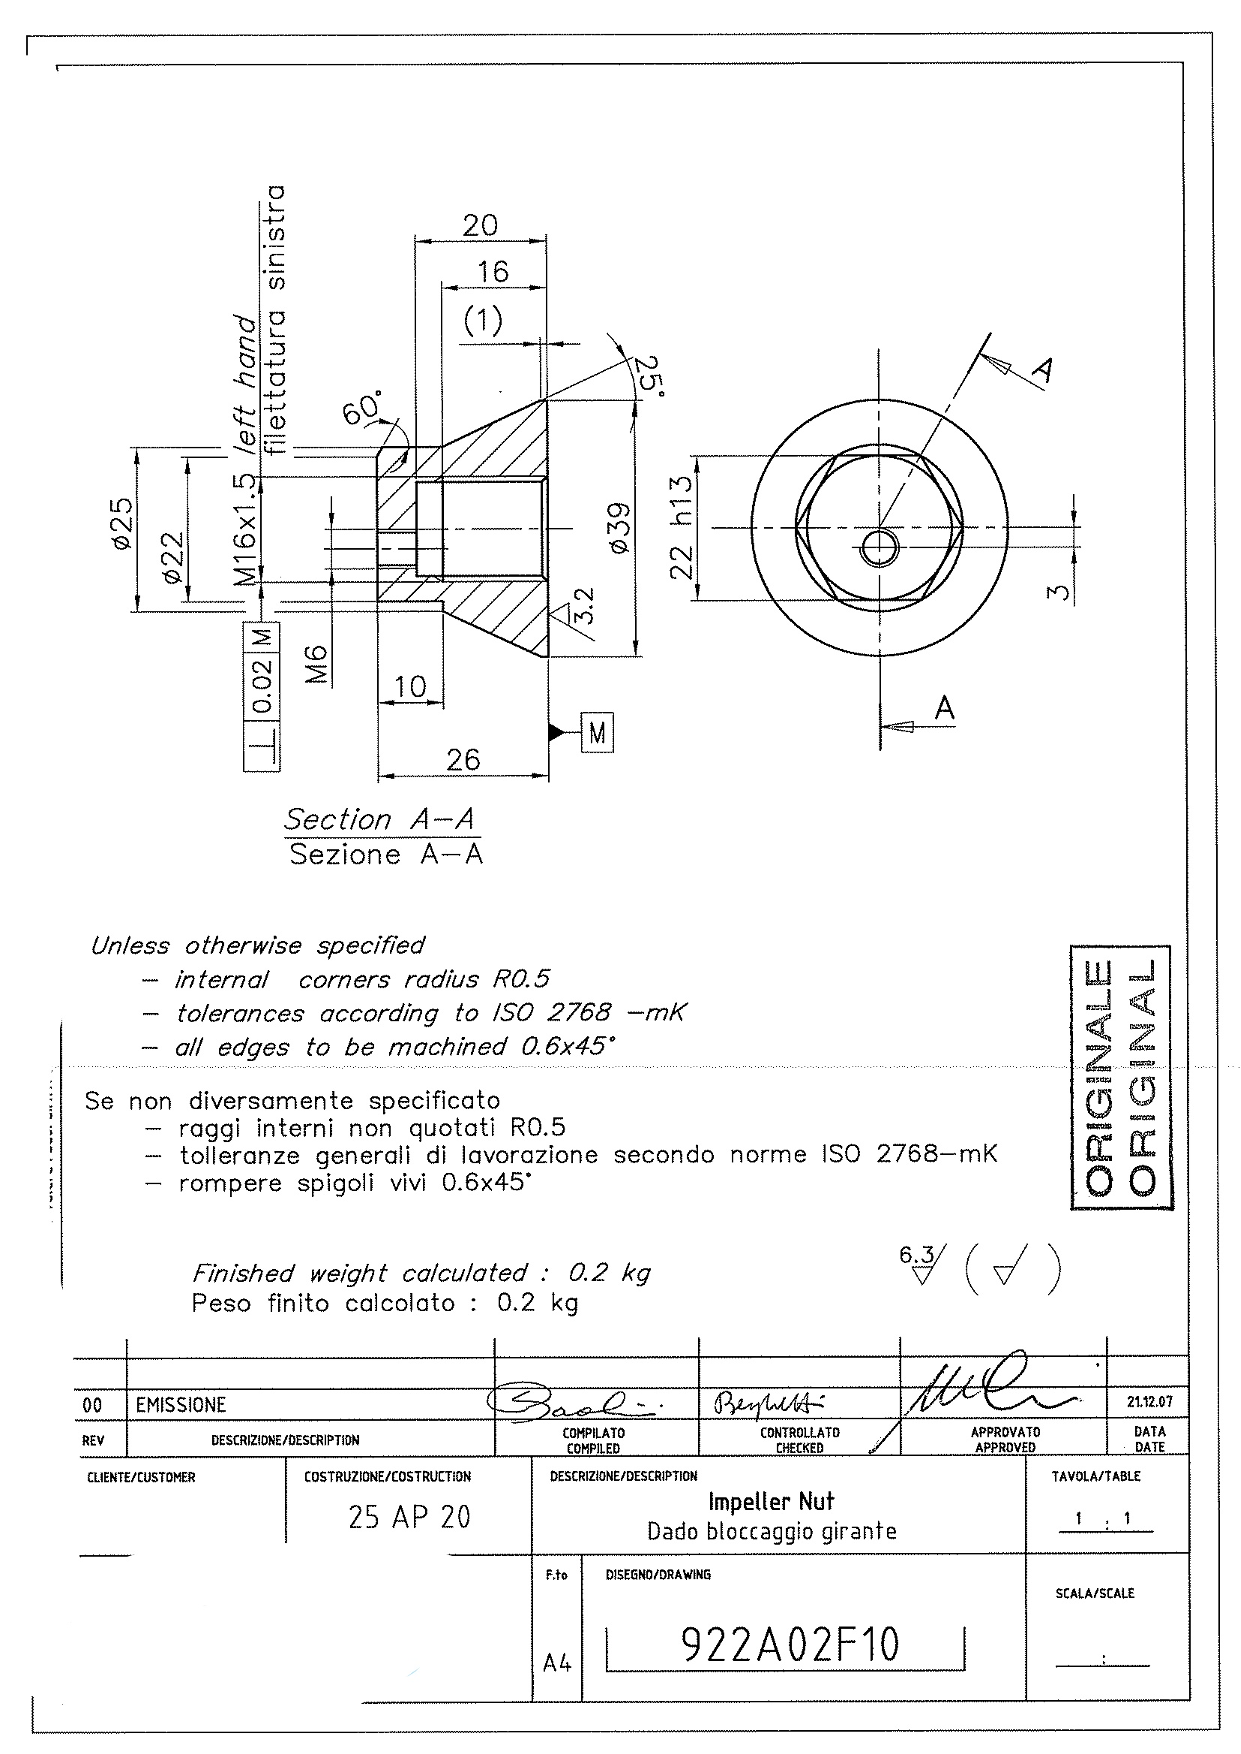 20
16
(1)
25°
60°
M16x1.5 left hand
filettatura sinistra
ø25
ø22
M6
⊥ 0.02 M
3.2
ø39
10
26
M
22 h13
3
A
A
Section A-A
Sezione A-A
Unless otherwise specified
- internal corners radius R0.5
- tolerances according to ISO 2768 -mK
- all edges to be machined 0.6x45°
Se non diversamente specificato
- raggi interni non quotati R0.5
- tolleranze generali di lavorazione secondo norme ISO 2768-mK
- rompere spigoli vivi 0.6x45°
ORIGINALE
ORIGINAL
Finished weight calculated : 0.2 kg
Peso finito calcolato : 0.2 kg
6.3 ( )
00 EMISSIONE 21.12.07
REV DESCRIZIONE/DESCRIPTION COMPILATO CONTROLLATO APPROVATO DATA
COMPILED CHECKED APPROVED DATE
CLIENTE/CUSTOMER COSTRUZIONE/COSTRUCTION DESCRIZIONE/DESCRIPTION TAVOLA/TABLE
25 AP 20
Impeller Nut
Dado bloccaggio girante
1 : 1
F.to DISEGNO/DRAWING SCALA/SCALE
A4
922A02F10
: